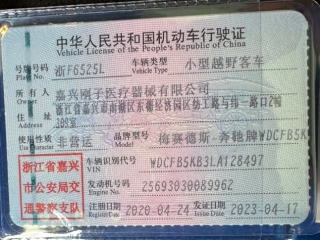 中华人民共和国机动车行驶证
Vehicle License of the People's Republic of China
号牌号码 Plate No. 浙F6525L 车辆类型 Vehicle Type 小型越野客车
所有人 Owner 嘉兴刚子医疗器械有限公司
住址 Address 浙江省嘉兴市南湖区东栅经济园区纺工路与纬一路口2幢
309室
使用性质 Use Character 非营运 品牌型号 Model 梅赛德斯-奔驰牌WDCFB5KB
浙江省嘉兴 车辆识别代号 VIN WDCFB5KB3LA128497
市公安局交 发动机号码 Engine No. 25693030089962
通警察支队 注册日期 Register Date 2020-04-24 发证日期 Issue Date 2023-04-17